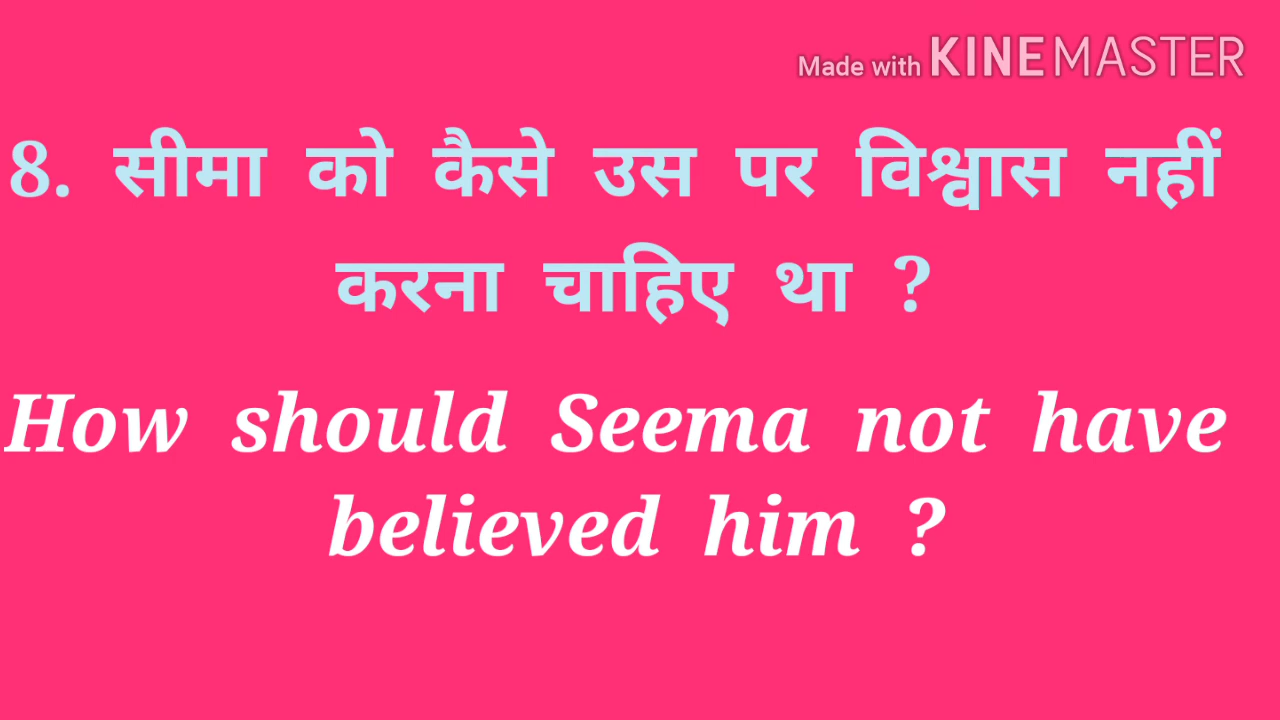 Made with KINEMASTER
8. सीमा को कैसे उस पर विश्वास नहीं
करना चाहिए था ?
How should Seema not have
believed him ?